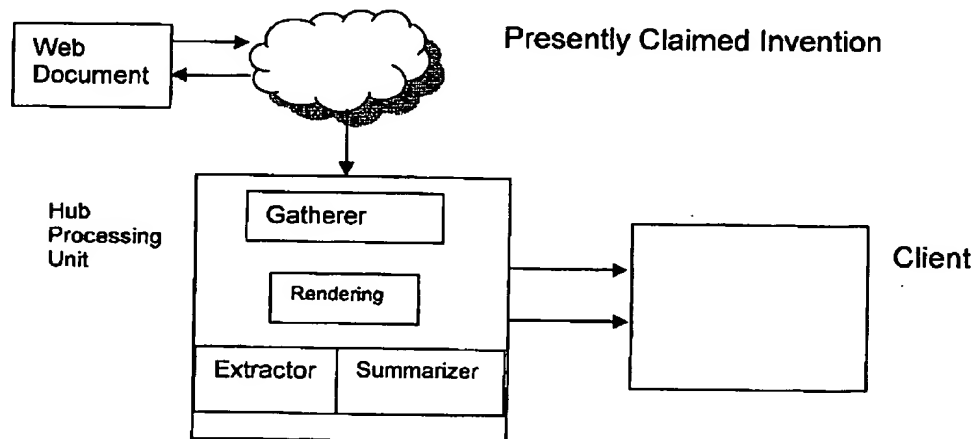 Web
Document
Presently Claimed Invention
Hub
Processing
Unit
Gatherer
Rendering
Extractor
Summarizer
Client